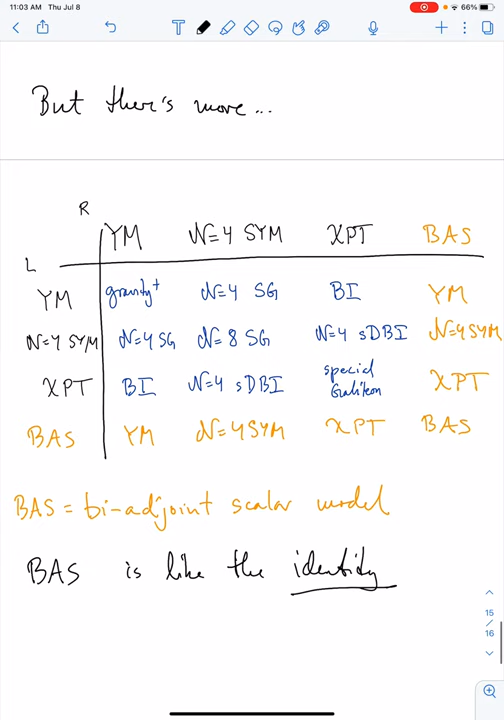 11:03 AM Thu Jul 8 66%
But there's more...
R
YM N=4 SYM XPT BAS
L
YM gravity+ N=4 SG BI YM
N=4 SYM N=4 SG N=8 SG N=4 sDBI N=4 SYM
XPT BI N=4 sDBI special Galileon XPT
BAS YM N=4 SYM XPT BAS
BAS = bi-adjoint scalar model
BAS is like the identity
15
/
16